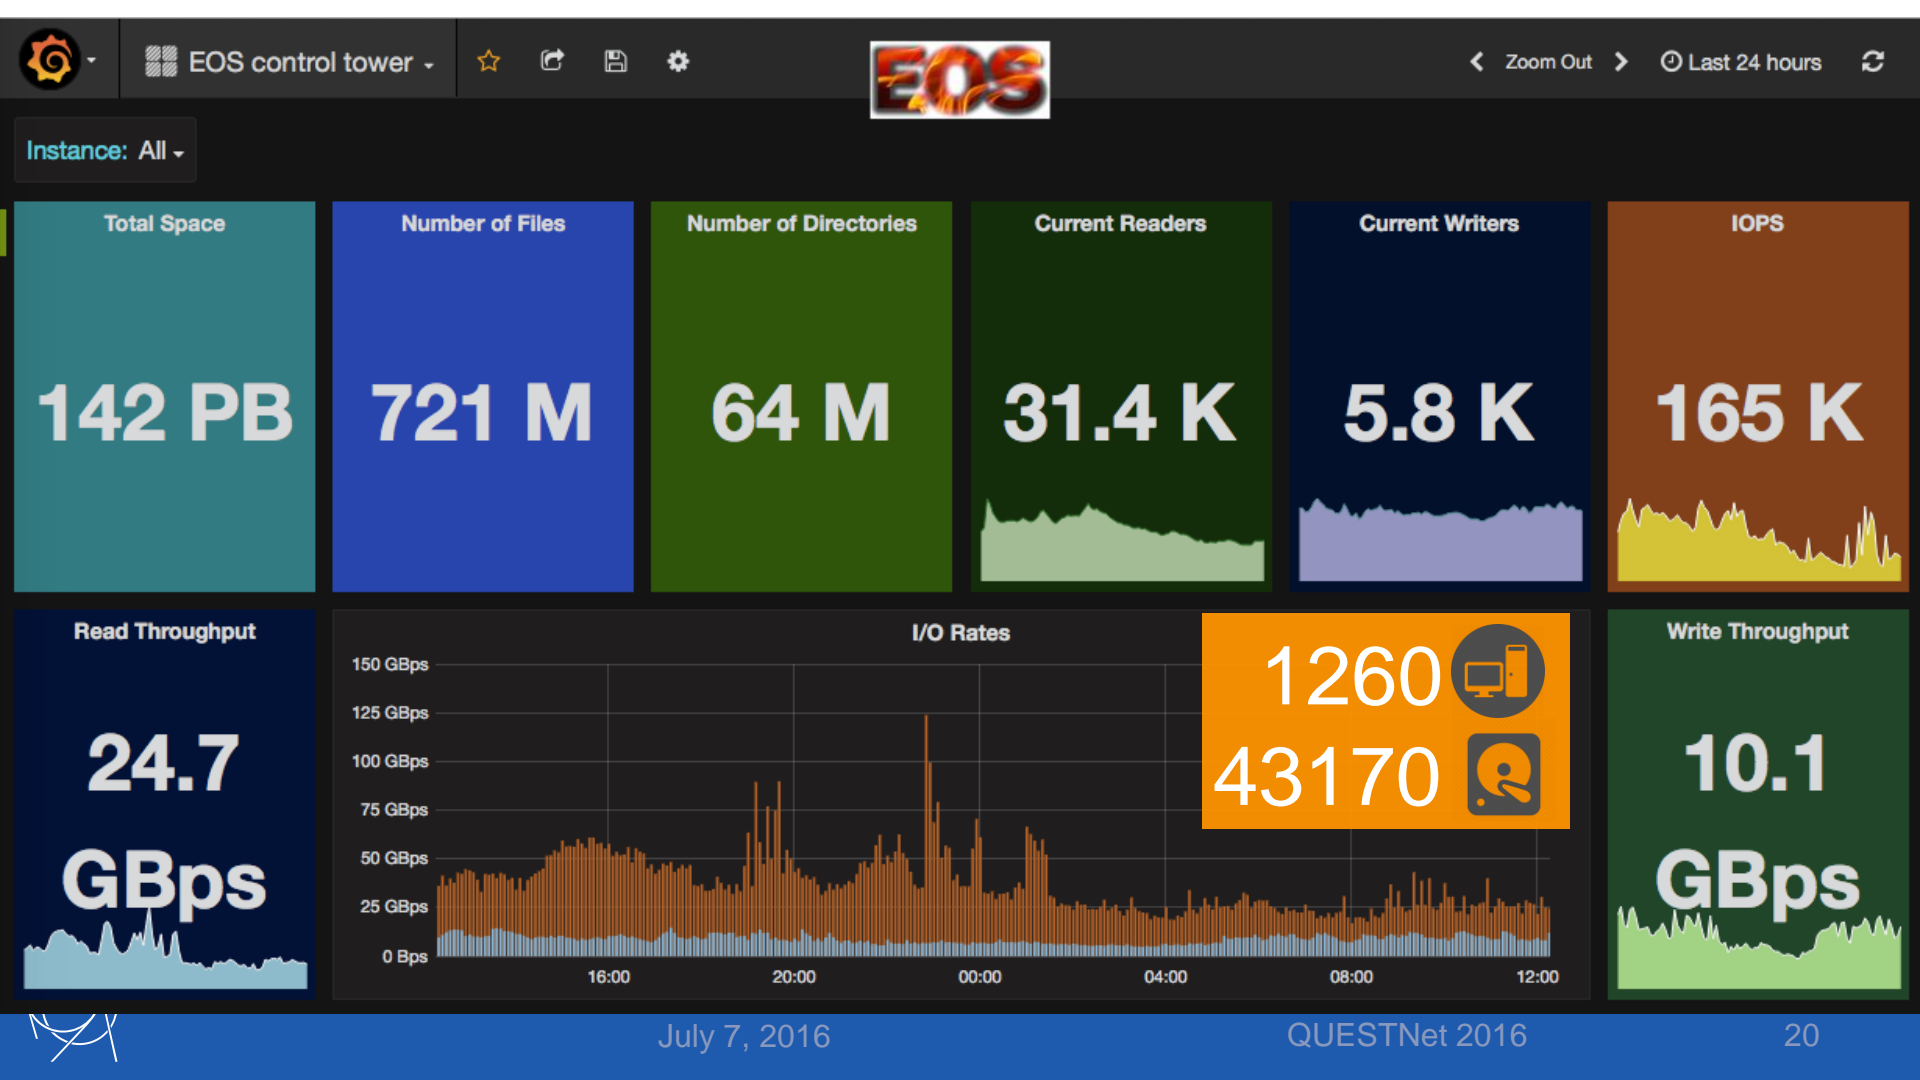 EOS control tower
EOS
Zoom Out
Last 24 hours
Instance: All
Total Space
142 PB
Number of Files
721 M
Number of Directories
64 M
Current Readers
31.4 K
Current Writers
5.8 K
IOPS
165 K
Read Throughput
24.7
GBps
I/O Rates
150 GBps
125 GBps
100 GBps
75 GBps
50 GBps
25 GBps
0 Bps
16:00
20:00
00:00
04:00
08:00
12:00
1260
43170
Write Throughput
10.1
GBps
July 7, 2016
QUESTNet 2016
20